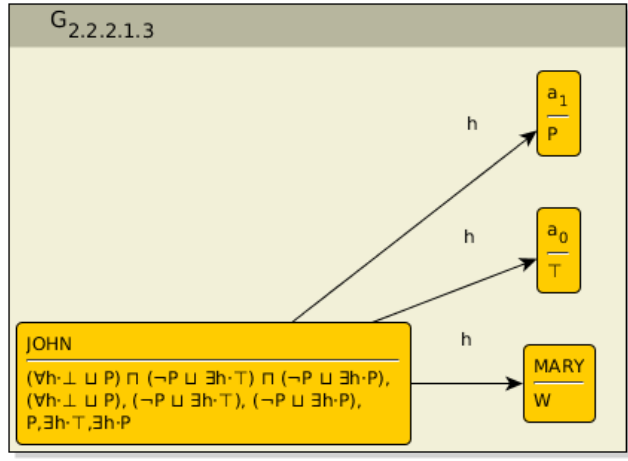 G2.2.2.1.3
a1
P
h
h
a0
⊤
h
JOHN
(∀h·⊥ ⊔ P) ⊓ (¬P ⊔ ∃h·⊤) ⊓ (¬P ⊔ ∃h·P),
(∀h·⊥ ⊔ P), (¬P ⊔ ∃h·⊤), (¬P ⊔ ∃h·P),
P,∃h·⊤,∃h·P
MARY
W